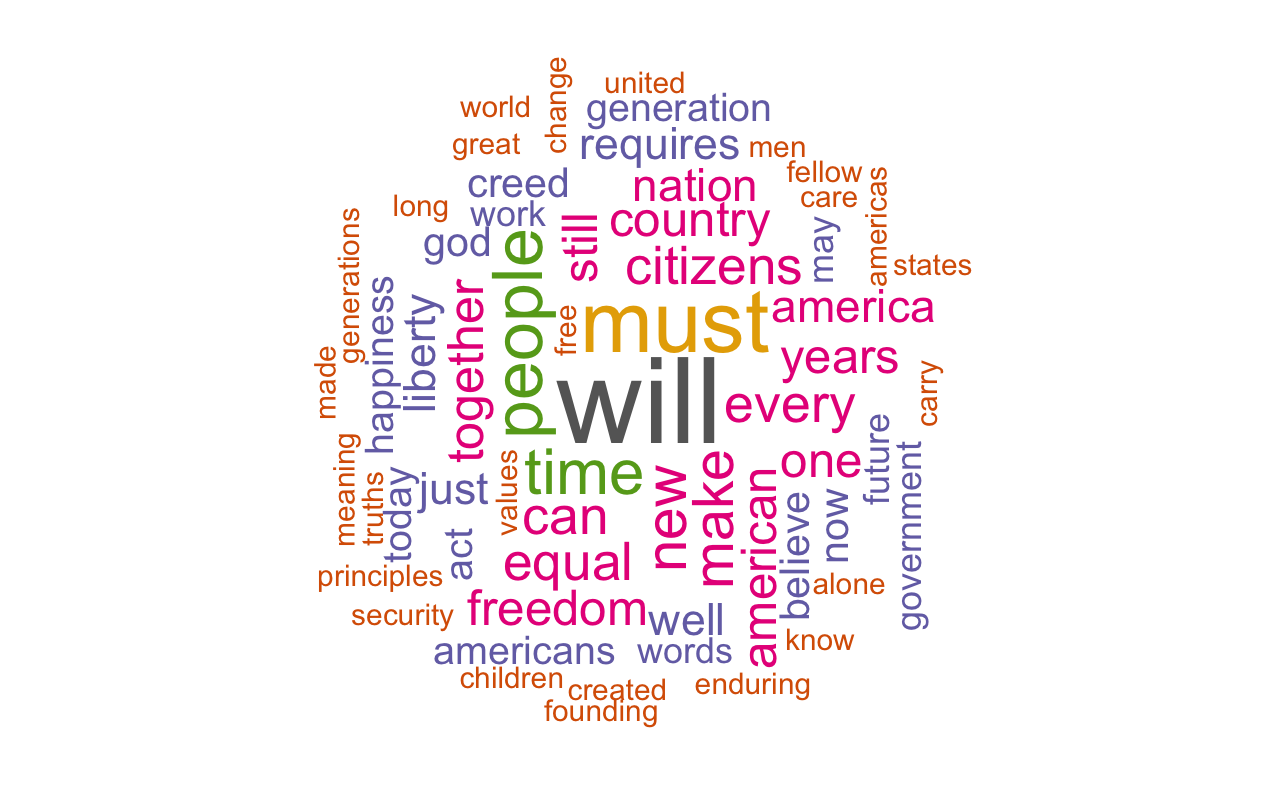 change
united
world
generation
great
requires
men
fellow
creed
nation
care
americas
long
work
still
country
may
generations
god
people
citizens
states
happiness
liberty
together
free
must
america
made
years
carry
will
every
meaning
truths
today
just
values
time
new
make
american
one
future
government
can
believe
now
principles
act
equal
alone
security
freedom
well
know
americans
words
children
created
enduring
founding